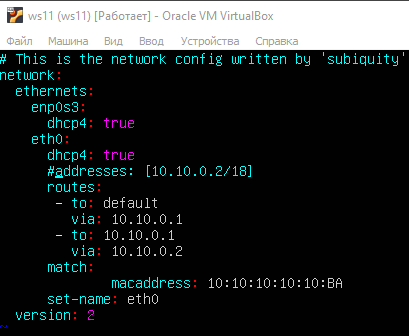 ws11 (ws11) [Работает] - Oracle VM VirtualBox
Файл Машина Вид Ввод Устройства Справка
# This is the network config written by 'subiquity'
network:
  ethernets:
    enp0s3:
      dhcp4: true
    eth0:
      dhcp4: true
      #addresses: [10.10.0.2/18]
      routes:
       - to: default
         via: 10.10.0.1
       - to: 10.10.0.1
         via: 10.10.0.2
      match:
              macaddress: 10:10:10:10:10:BA
      set-name: eth0
  version: 2
~